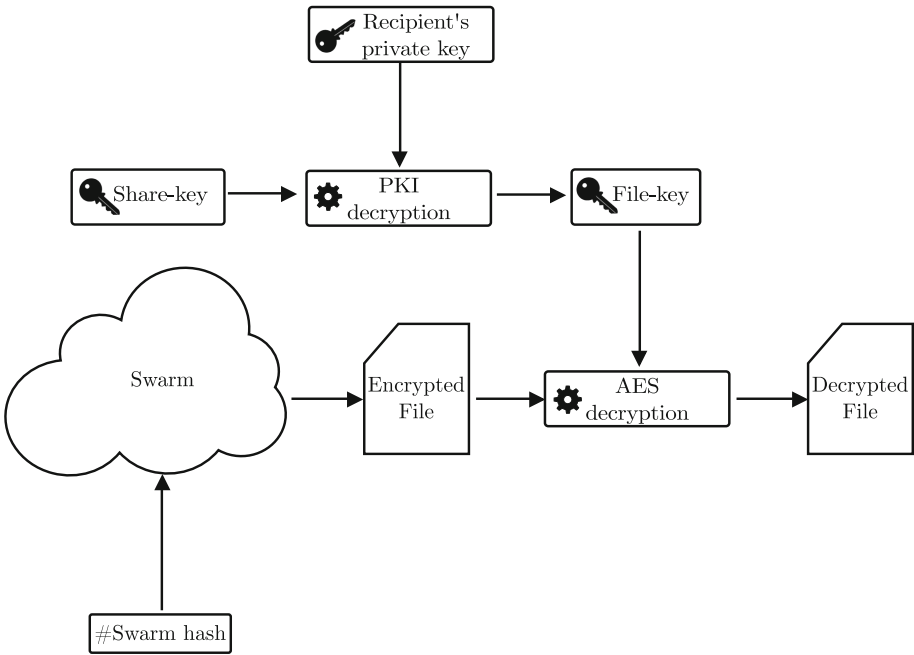 Recipient's
private key
Share-key
PKI
decryption
File-key
Swarm
Encrypted
File
AES
decryption
Decrypted
File
#Swarm hash